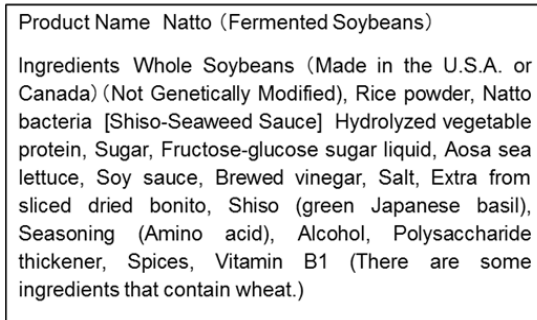 Product Name  Natto（Fermented Soybeans）
Ingredients  Whole Soybeans（Made in the U.S.A. or
Canada)（Not Genetically Modified), Rice powder, Natto
bacteria  [Shiso-Seaweed Sauce]  Hydrolyzed vegetable
protein, Sugar, Fructose-glucose sugar liquid, Aosa sea
lettuce, Soy sauce, Brewed vinegar, Salt, Extra from
sliced dried bonito, Shiso (green Japanese basil),
Seasoning (Amino acid), Alcohol, Polysaccharide
thickener, Spices, Vitamin B1 (There are some
ingredients that contain wheat.)